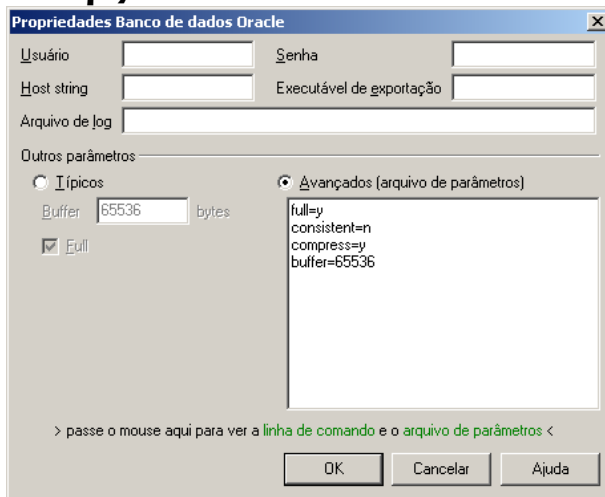 Propriedades Banco de dados Oracle
Usuário
Senha
Host string
Executável de exportação
Arquivo de log
Outros parâmetros
Típicos
Avançados (arquivo de parâmetros)
Buffer 65536 bytes
Full
full=y
consistent=n
compress=y
buffer=65536
> passe o mouse aqui para ver a linha de comando e o arquivo de parâmetros <
OK Cancelar Ajuda